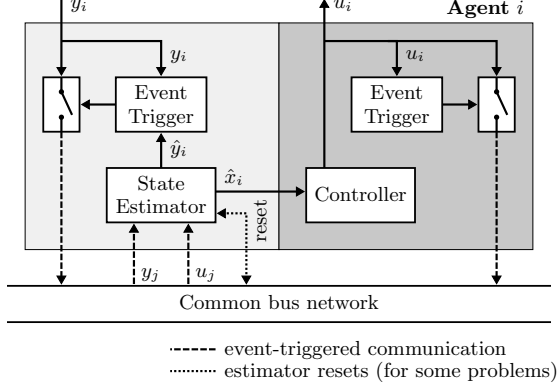 y_i
u_i
Agent i
y_i
u_i
Event
Trigger
Event
Trigger
ŷ_i
State
Estimator
x̂_i
Controller
reset
y_j
u_j
Common bus network
event-triggered communication
estimator resets (for some problems)